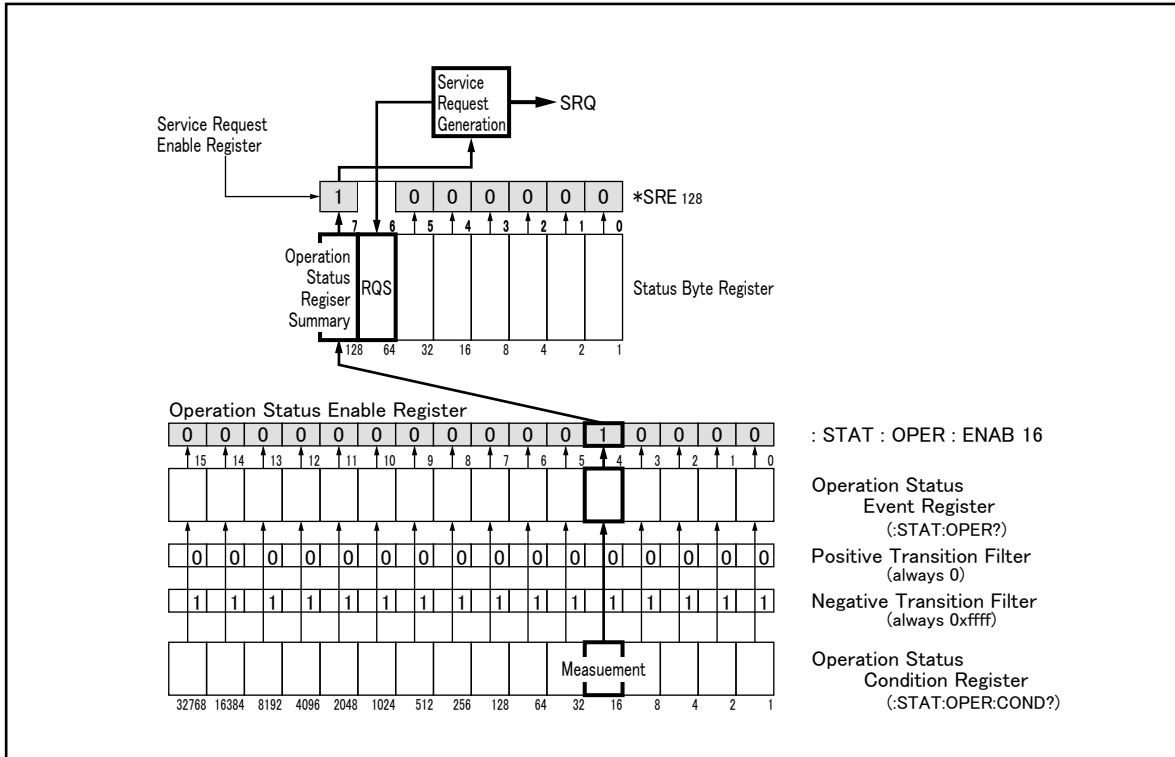 Service
Request
Generation
SRQ
Service Request
Enable Register
1 0 0 0 0 0 0 *SRE 128
7 6 5 4 3 2 1 0
Operation
Status
Regiser
Summary
RQS
Status Byte Register
128 64 32 16 8 4 2 1
Operation Status Enable Register
0 0 0 0 0 0 0 0 0 0 0 1 0 0 0 0 : STAT : OPER : ENAB 16
15 14 13 12 11 10 9 8 7 6 5 4 3 2 1 0
Operation Status
Event Register
(:STAT:OPER?)
0 0 0 0 0 0 0 0 0 0 0 0 0 0 0 0 Positive Transition Filter
(always 0)
1 1 1 1 1 1 1 1 1 1 1 1 1 1 1 1 Negative Transition Filter
(always 0xffff)
Measuement
Operation Status
Condition Register
(:STAT:OPER:COND?)
32768 16384 8192 4096 2048 1024 512 256 128 64 32 16 8 4 2 1